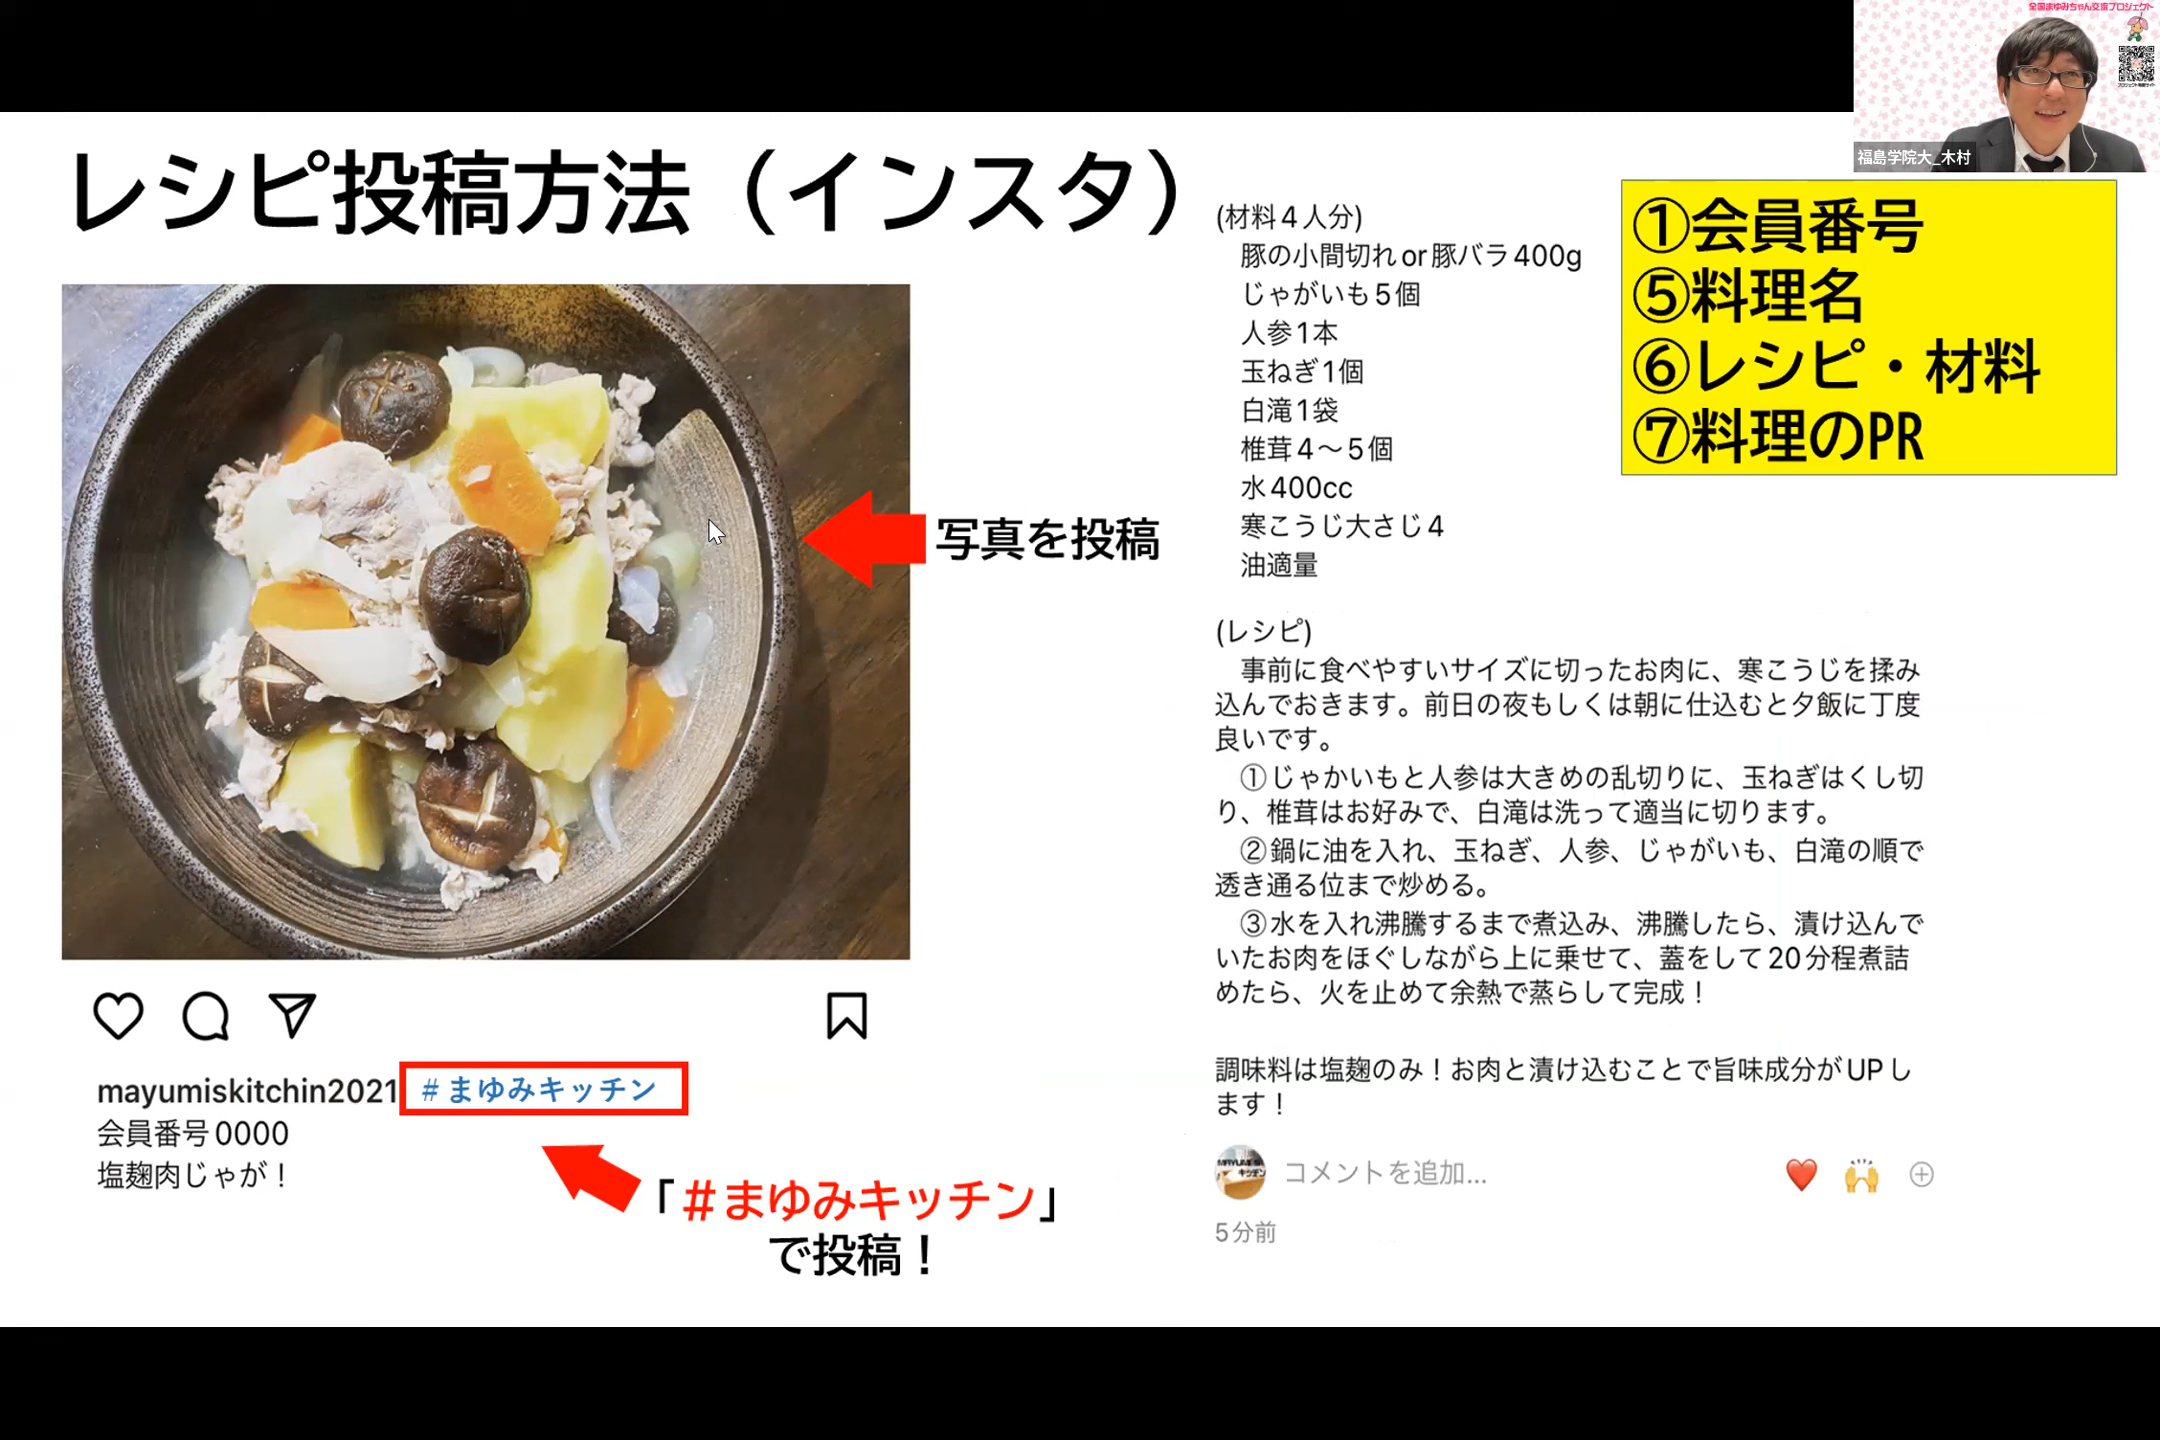 全国まゆみちゃん交流プロジェクト
福島学院大_木村
レシピ投稿方法（インスタ）
写真を投稿
mayumiskitchin2021 #まゆみキッチン
会員番号0000
塩麹肉じゃが！
「#まゆみキッチン」
で投稿！
(材料4人分)
豚の小間切れor豚バラ400g
じゃがいも5個
人参1本
玉ねぎ1個
白滝1袋
椎茸4～5個
水400cc
寒こうじ大さじ4
油適量
(レシピ)
事前に食べやすいサイズに切ったお肉に、寒こうじを揉み
込んでおきます。前日の夜もしくは朝に仕込むと夕飯に丁度
良いです。
①じゃかいもと人参は大きめの乱切りに、玉ねぎはくし切
り、椎茸はお好みで、白滝は洗って適当に切ります。
②鍋に油を入れ、玉ねぎ、人参、じゃがいも、白滝の順で
透き通る位まで炒める。
③水を入れ沸騰するまで煮込み、沸騰したら、漬け込んで
いたお肉をほぐしながら上に乗せて、蓋をして20分程煮詰
めたら、火を止めて余熱で蒸らして完成！
調味料は塩麹のみ！お肉と漬け込むことで旨味成分がUPし
ます！
キッチン
コメントを追加...
5分前
①会員番号
⑤料理名
⑥レシピ・材料
⑦料理のPR